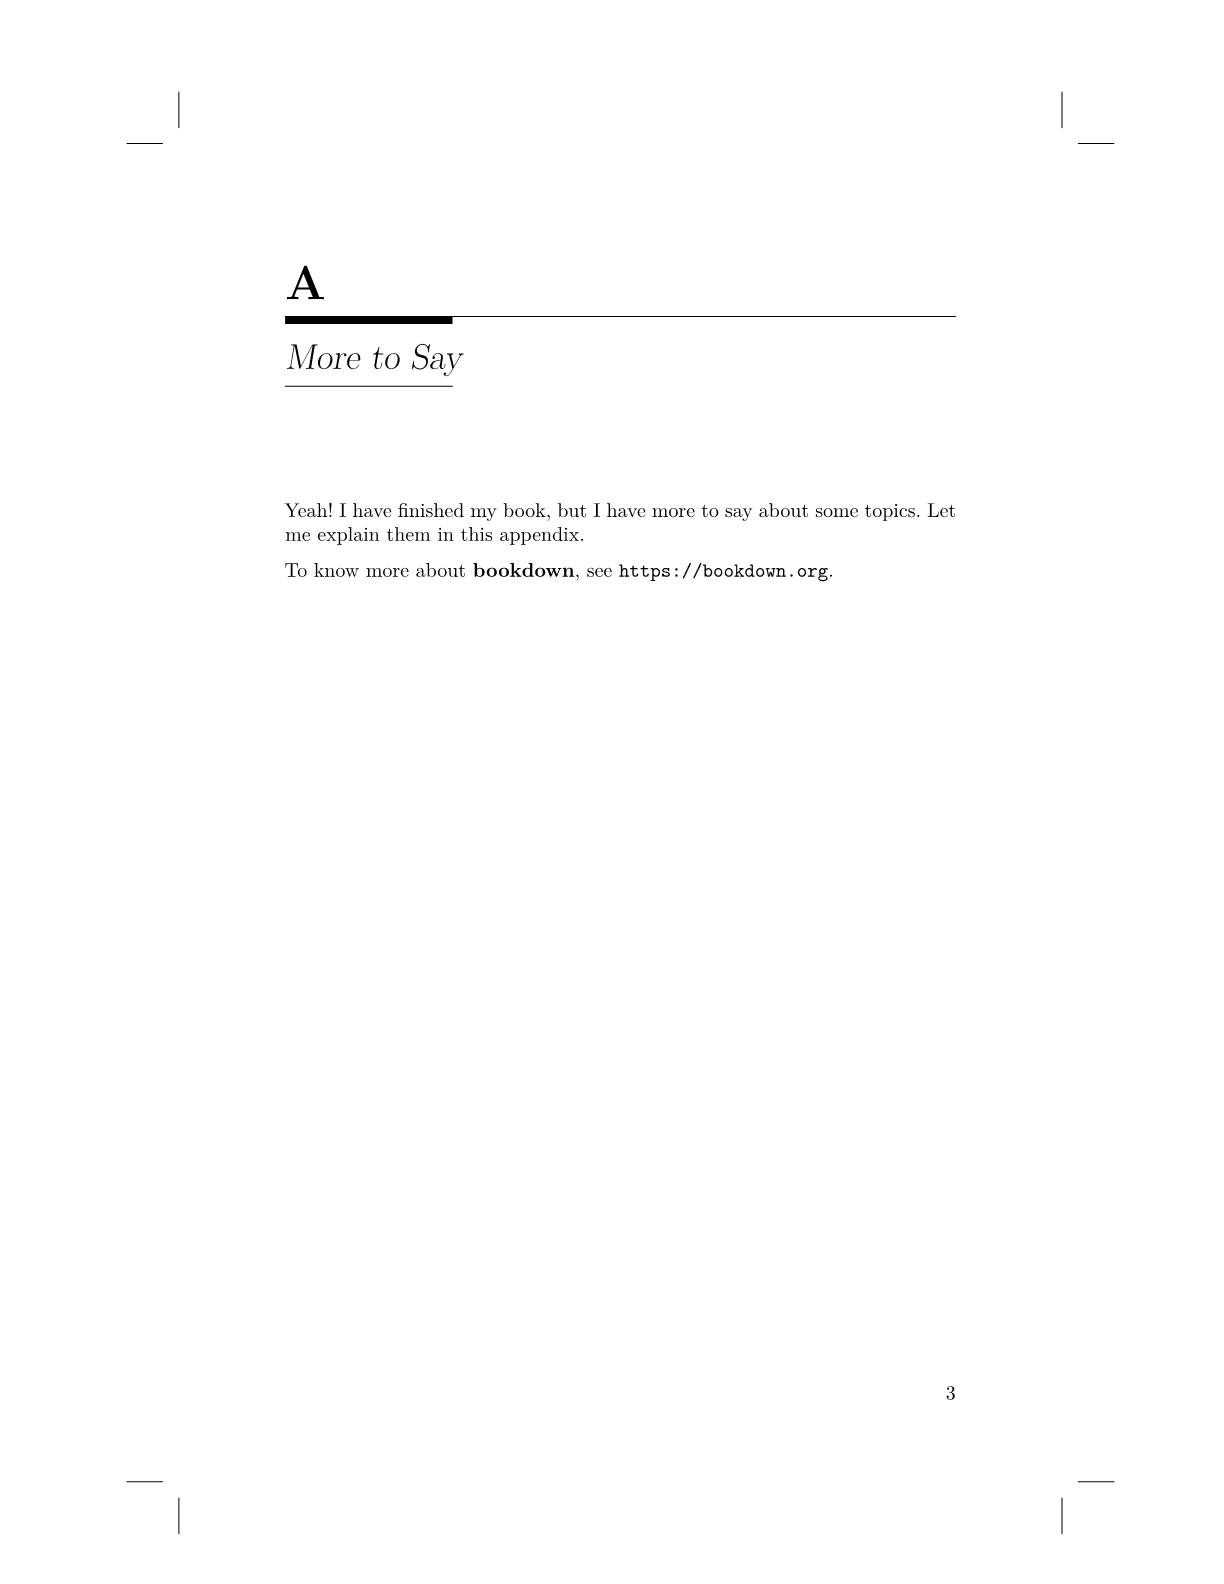 A
More to Say
Yeah! I have finished my book, but I have more to say about some topics. Let
me explain them in this appendix.
To know more about bookdown, see https://bookdown.org.
3